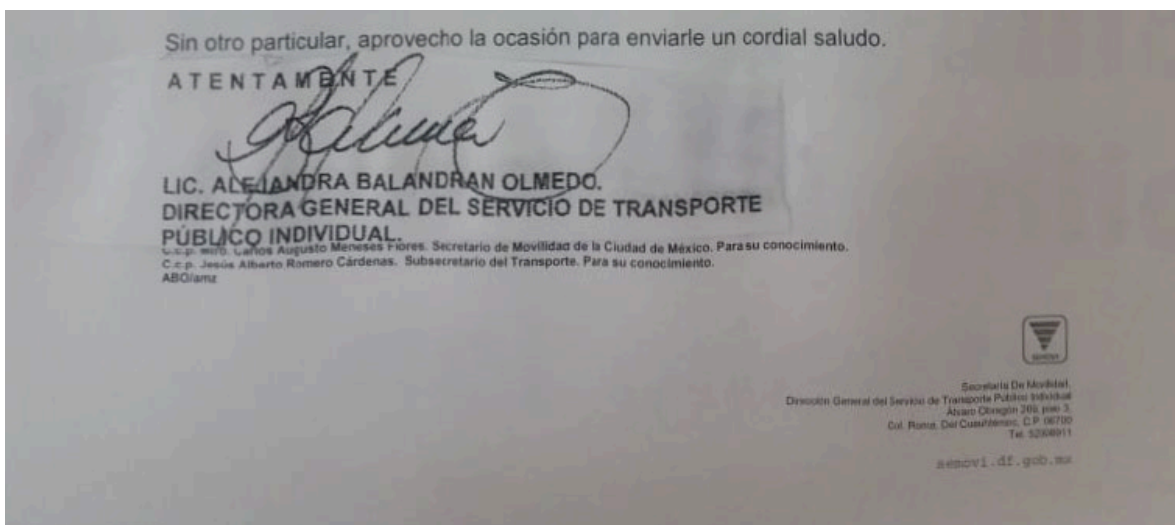 Sin otro particular, aprovecho la ocasión para enviarle un cordial saludo.
ATENTAMENTE
LIC. ALEJANDRA BALANDRAN OLMEDO.
DIRECTORA GENERAL DEL SERVICIO DE TRANSPORTE
PÚBLICO INDIVIDUAL.
C.c.p. Mtro. Carlos Augusto Meneses Flores. Secretario de Movilidad de la Ciudad de México. Para su conocimiento.
C.c.p. Jesús Alberto Romero Cárdenas. Subsecretario del Transporte. Para su conocimiento.
ABO/amz
SEMOVI
Secretaría De Movilidad.
Dirección General del Servicio de Transporte Público Individual
Álvaro Obregón 269, piso 3,
Col. Roma, Del Cuauhtémoc, C.P. 06700
Tel.
semovi.df.gob.mx